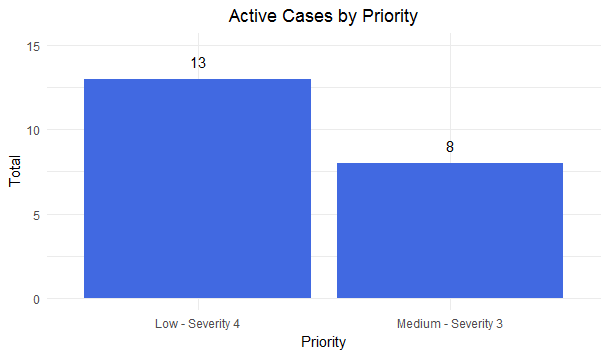 Active Cases by Priority
15
13
10
8
5
0
Total
Low - Severity 4
Medium - Severity 3
Priority